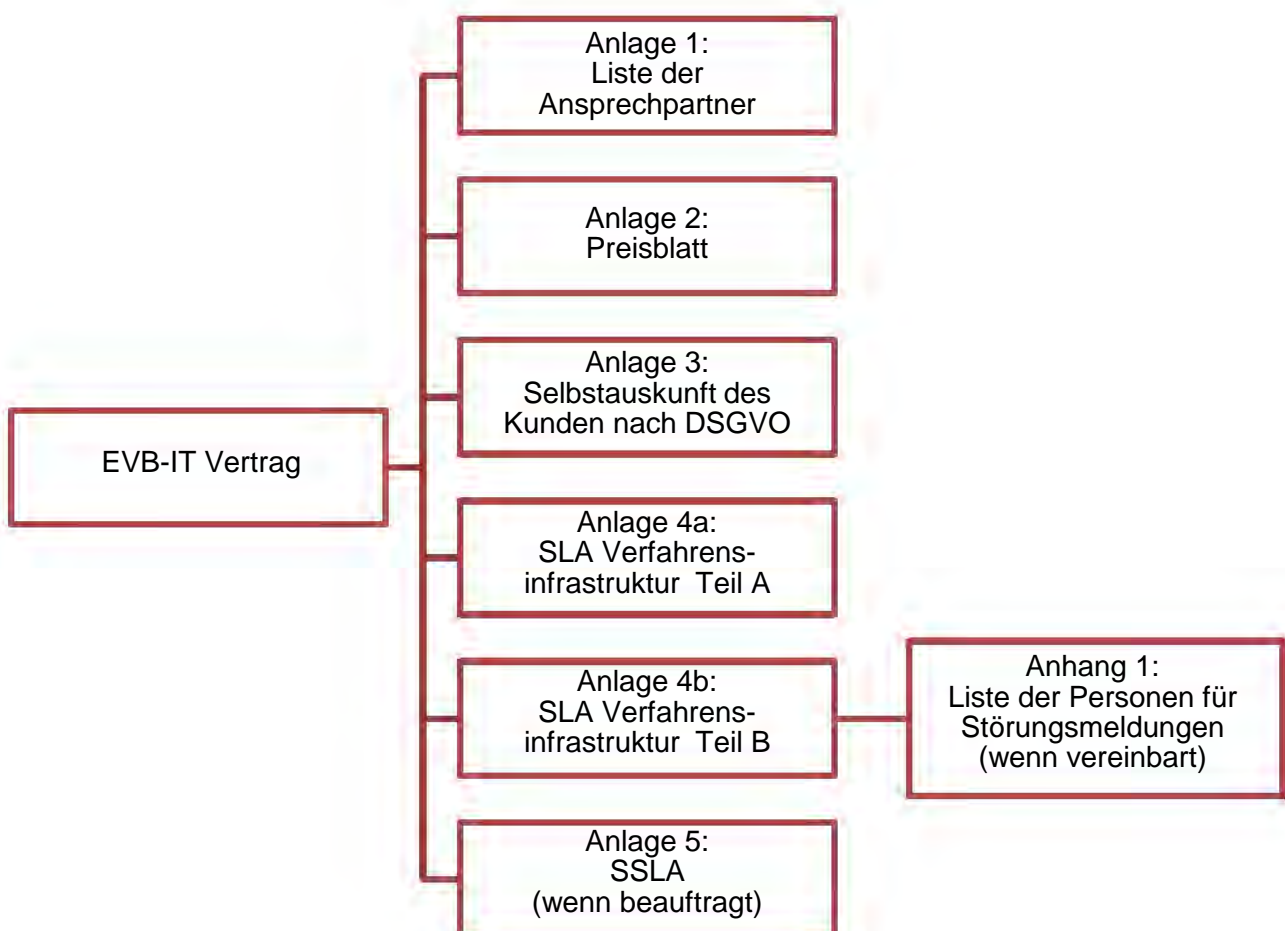 Anlage 1:
Liste der
Ansprechpartner
Anlage 2:
Preisblatt
Anlage 3:
Selbstauskunft des
Kunden nach DSGVO
EVB-IT Vertrag
Anlage 4a:
SLA Verfahrens-
infrastruktur Teil A
Anlage 4b:
SLA Verfahrens-
infrastruktur Teil B
Anhang 1:
Liste der Personen für
Störungsmeldungen
(wenn vereinbart)
Anlage 5:
SSLA
(wenn beauftragt)